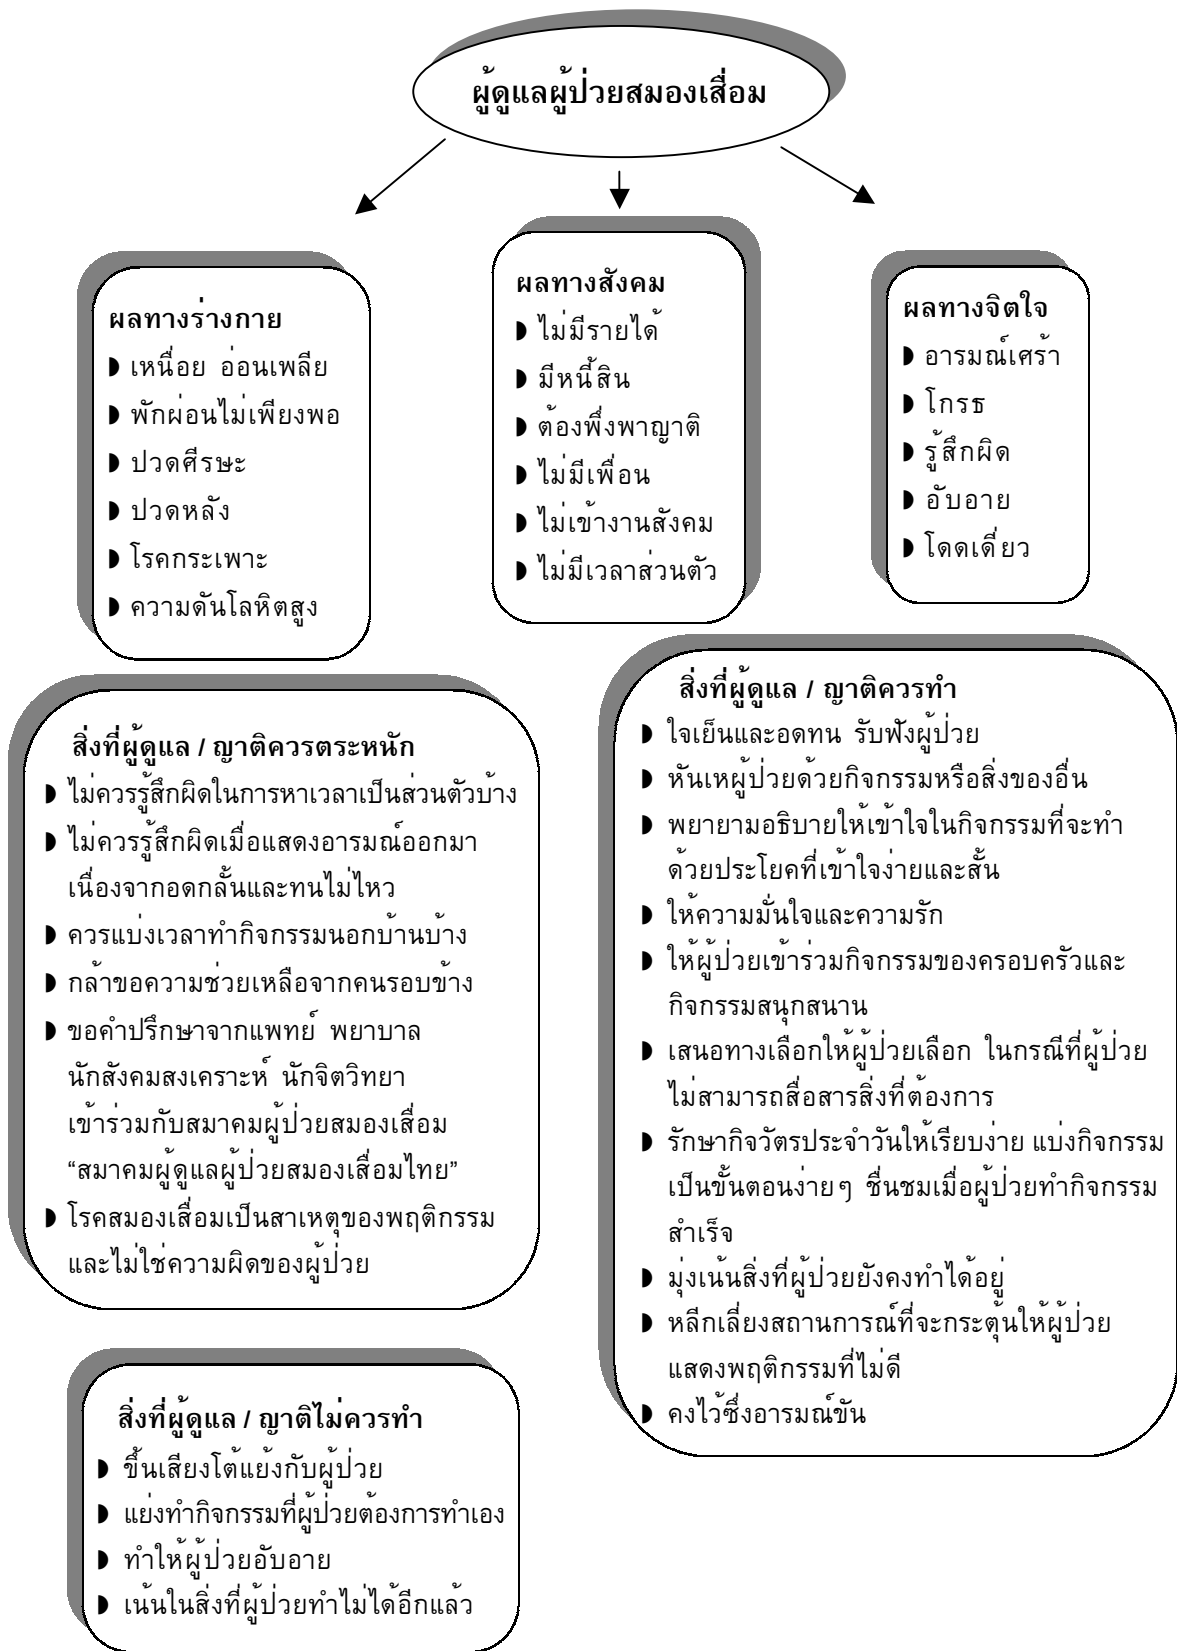 ผู้ดูแลผู้ป่วยสมองเสื่อม
ผลทางร่างกาย
◗ เหนื่อย อ่อนเพลีย
◗ พักผ่อนไม่เพียงพอ
◗ ปวดศีรษะ
◗ ปวดหลัง
◗ โรคกระเพาะ
◗ ความดันโลหิตสูง
ผลทางสังคม
◗ ไม่มีรายได้
◗ มีหนี้สิน
◗ ต้องพึ่งพาญาติ
◗ ไม่มีเพื่อน
◗ ไม่เข้างานสังคม
◗ ไม่มีเวลาส่วนตัว
ผลทางจิตใจ
◗ อารมณ์เศร้า
◗ โกรธ
◗ รู้สึกผิด
◗ อับอาย
◗ โดดเดี่ยว
สิ่งที่ผู้ดูแล / ญาติควรตระหนัก
◗ ไม่ควรรู้สึกผิดในการหาเวลาเป็นส่วนตัวบ้าง
◗ ไม่ควรรู้สึกผิดเมื่อแสดงอารมณ์ออกมา
เนื่องจากอดกลั้นและทนไม่ไหว
◗ ควรแบ่งเวลาทำกิจกรรมนอกบ้านบ้าง
◗ กล้าขอความช่วยเหลือจากคนรอบข้าง
◗ ขอคำปรึกษาจากแพทย์ พยาบาล
นักสังคมสงเคราะห์ นักจิตวิทยา
เข้าร่วมกับสมาคมผู้ป่วยสมองเสื่อม
“สมาคมผู้ดูแลผู้ป่วยสมองเสื่อมไทย”
◗ โรคสมองเสื่อมเป็นสาเหตุของพฤติกรรม
และไม่ใช่ความผิดของผู้ป่วย
สิ่งที่ผู้ดูแล / ญาติควรทำ
◗ ใจเย็นและอดทน รับฟังผู้ป่วย
◗ หันเหผู้ป่วยด้วยกิจกรรมหรือสิ่งของอื่น
◗ พยายามอธิบายให้เข้าใจในกิจกรรมที่จะทำ
ด้วยประโยคที่เข้าใจง่ายและสั้น
◗ ให้ความมั่นใจและความรัก
◗ ให้ผู้ป่วยเข้าร่วมกิจกรรมของครอบครัวและ
กิจกรรมสนุกสนาน
◗ เสนอทางเลือกให้ผู้ป่วยเลือก ในกรณีที่ผู้ป่วย
ไม่สามารถสื่อสารสิ่งที่ต้องการ
◗ รักษากิจวัตรประจำวันให้เรียบง่าย แบ่งกิจกรรม
เป็นขั้นตอนง่ายๆ ชื่นชมเมื่อผู้ป่วยทำกิจกรรม
สำเร็จ
◗ มุ่งเน้นสิ่งที่ผู้ป่วยยังคงทำได้อยู่
◗ หลีกเลี่ยงสถานการณ์ที่จะกระตุ้นให้ผู้ป่วย
แสดงพฤติกรรมที่ไม่ดี
◗ คงไว้ซึ่งอารมณ์ขัน
สิ่งที่ผู้ดูแล / ญาติไม่ควรทำ
◗ ขึ้นเสียงโต้แย้งกับผู้ป่วย
◗ แย่งทำกิจกรรมที่ผู้ป่วยต้องการทำเอง
◗ ทำให้ผู้ป่วยอับอาย
◗ เน้นในสิ่งที่ผู้ป่วยทำไม่ได้อีกแล้ว